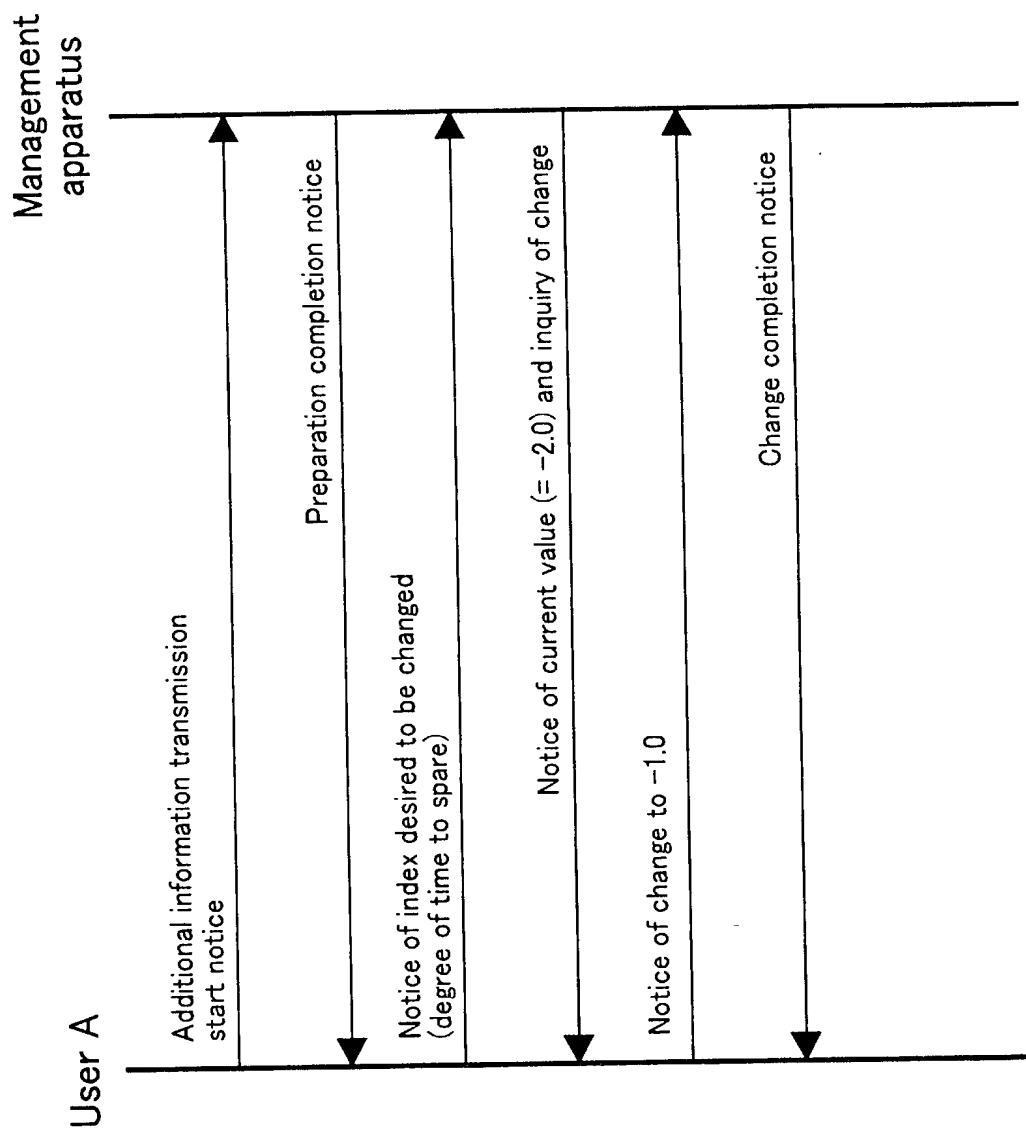 User A
Management
apparatus
Additional information transmission
start notice
Preparation completion notice
Notice of index desired to be changed
(degree of time to spare)
Notice of current value (= −2.0) and inquiry of change
Notice of change to −1.0
Change completion notice